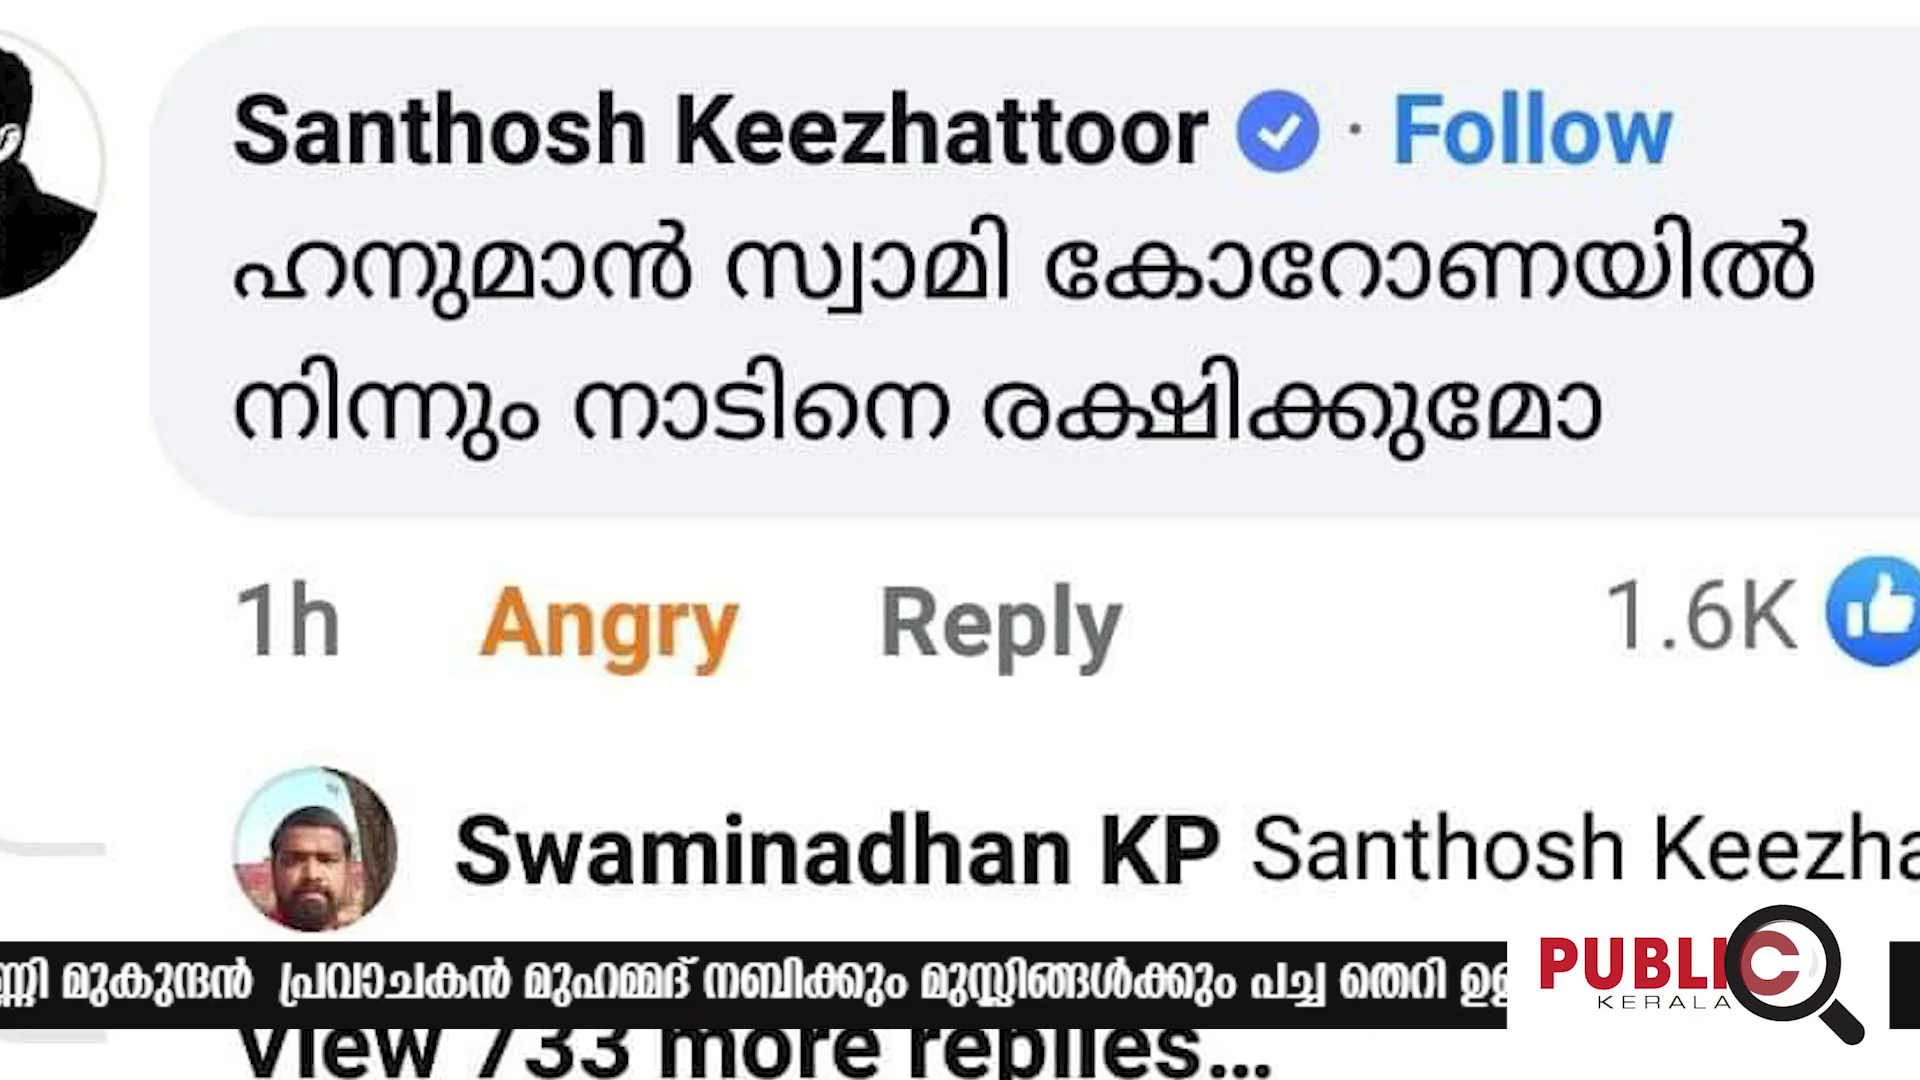 Santhosh Keezhattoor · Follow
ഹനുമാൻ സ്വാമി കോറോണയിൽ
നിന്നും നാടിനെ രക്ഷിക്കുമോ
1h Angry Reply 1.6K
Swaminadhan KP Santhosh
മുകുന്ദൻ പ്രവാചകൻ മുഹമ്മദ് നബിക്കും മുസ്ലിങ്ങൾക്കും പച്ച തെറി
PUBLIC
KERALA
View 733 more replies...